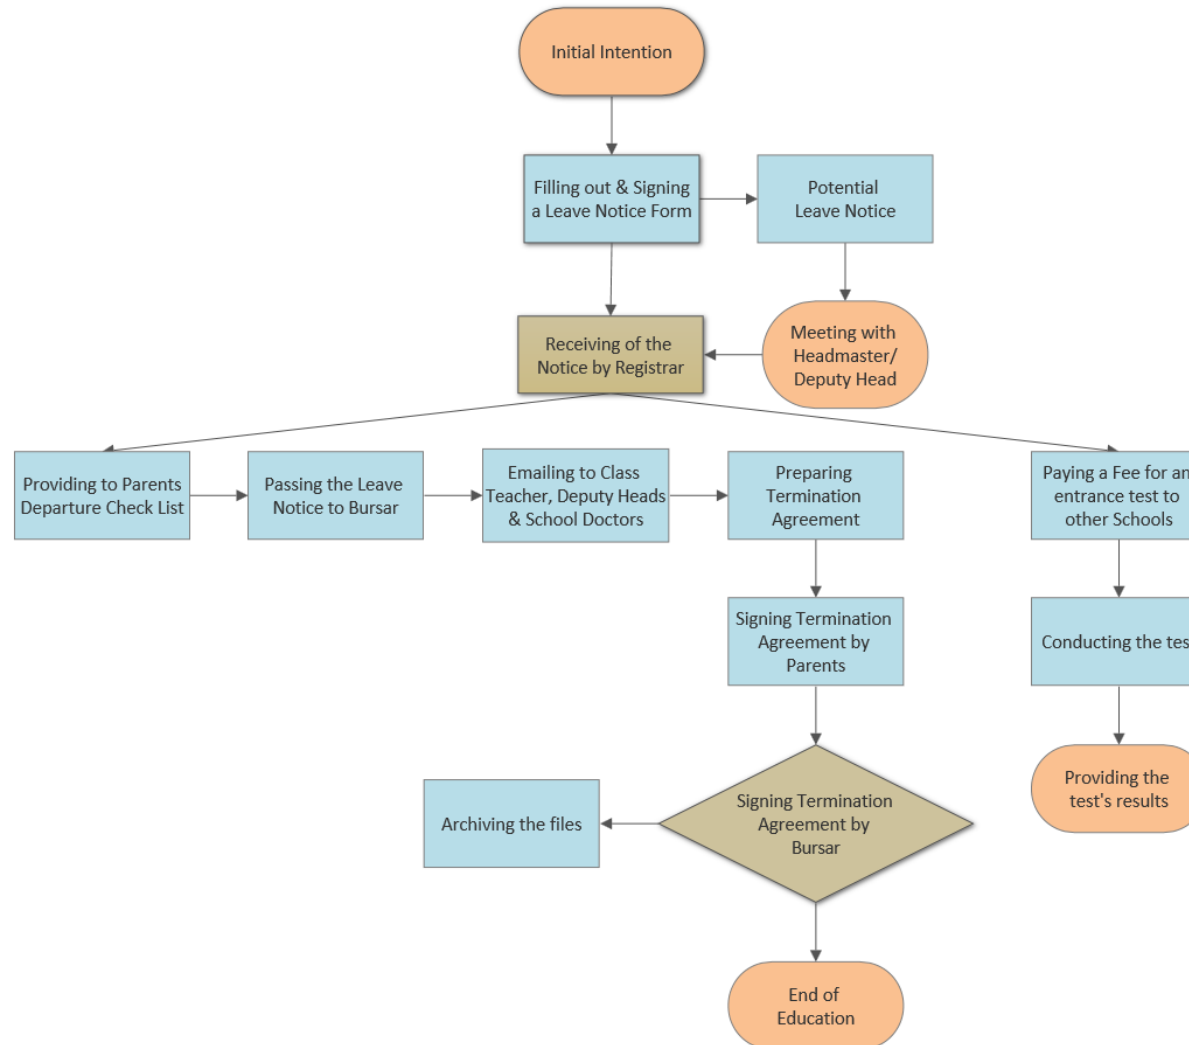 Initial Intention
Filling out & Signing
a Leave Notice Form
Potential
Leave Notice
Receiving of the
Notice by Registrar
Meeting with
Headmaster/
Deputy Head
Providing to Parents
Departure Check List
Passing the Leave
Notice to Bursar
Emailing to Class
Teacher, Deputy Heads
& School Doctors
Preparing
Termination
Agreement
Paying a Fee for an
entrance test to
other Schools
Signing Termination
Agreement by
Parents
Conducting the tes
Archiving the files
Signing Termination
Agreement by
Bursar
Providing the
test's results
End of
Education